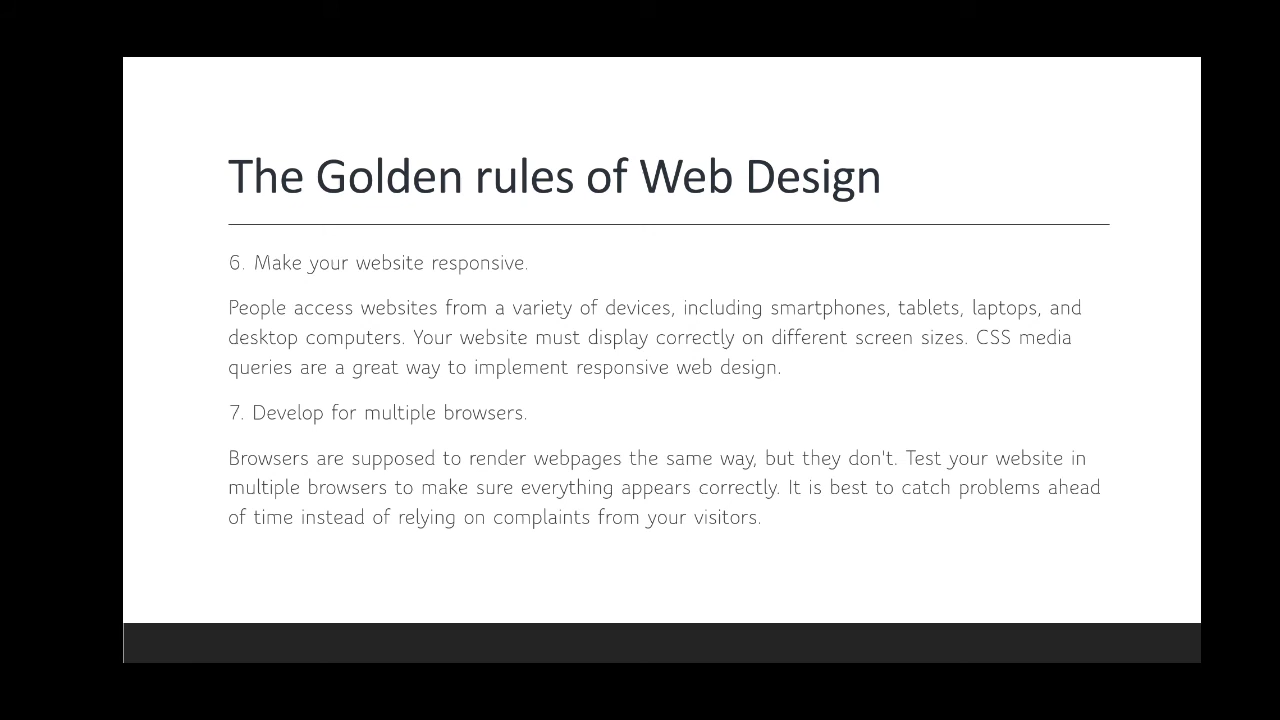 The Golden rules of Web Design
6. Make your website responsive.
People access websites from a variety of devices, including smartphones, tablets, laptops, and
desktop computers. Your website must display correctly on different screen sizes. CSS media
queries are a great way to implement responsive web design.
7. Develop for multiple browsers.
Browsers are supposed to render webpages the same way, but they don't. Test your website in
multiple browsers to make sure everything appears correctly. It is best to catch problems ahead
of time instead of relying on complaints from your visitors.